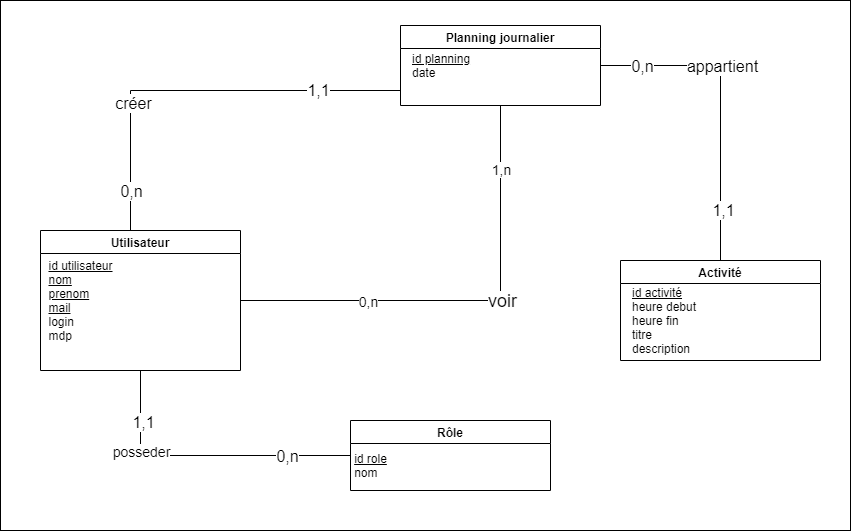 Planning journalier
id planning
date
0,n
appartient
1,1
créer
1,n
0,n
1,1
Utilisateur
id utilisateur
nom
prenom
mail
login
mdp
0,n
voir
Activité
id activité
heure debut
heure fin
titre
description
1,1
posseder
0,n
Rôle
id role
nom